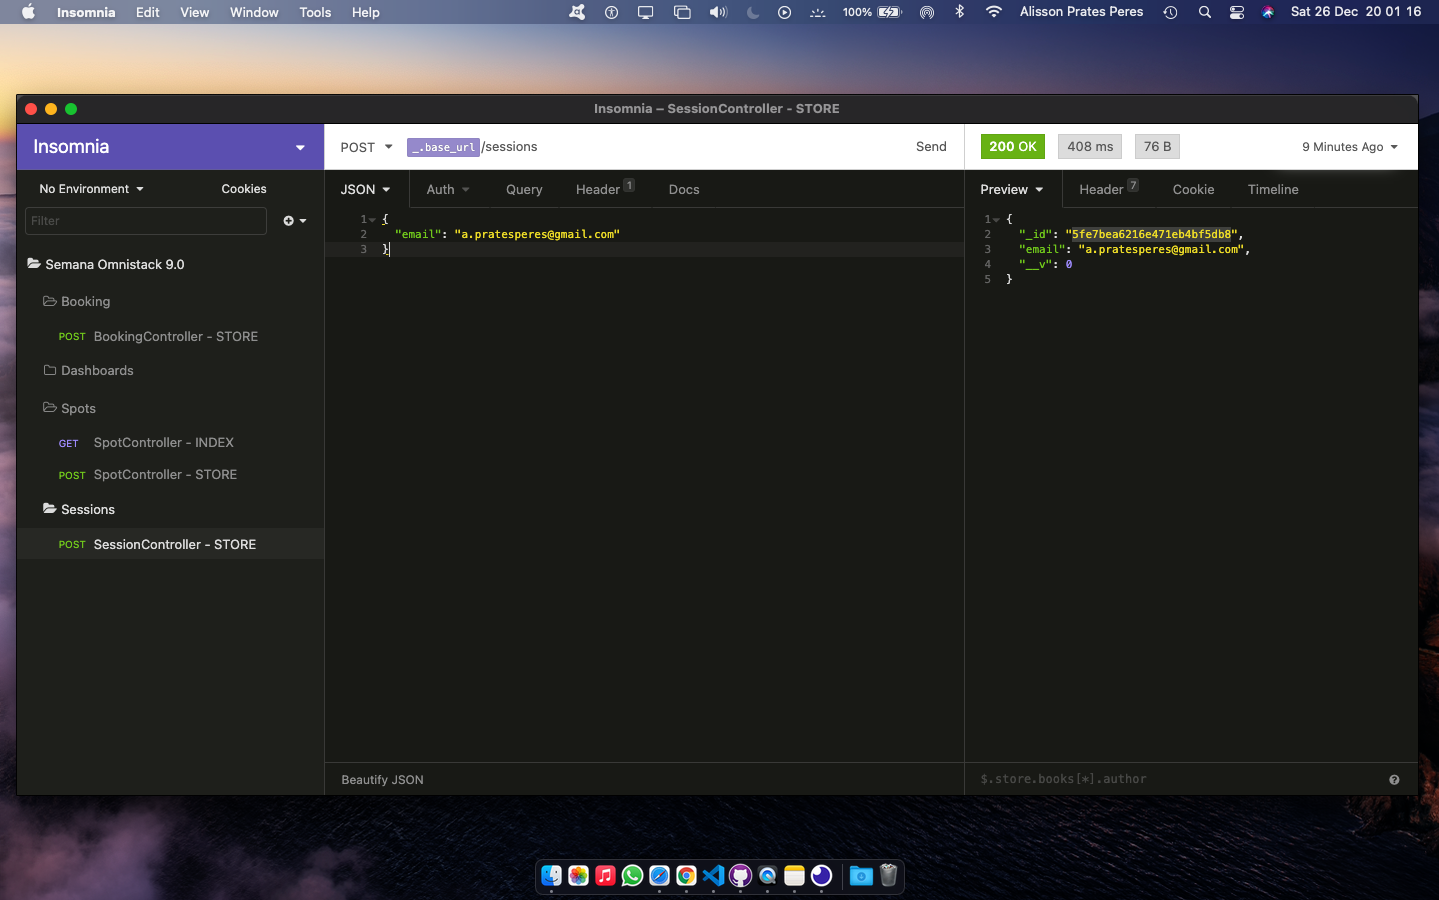 Insomnia Edit View Window Tools Help 100% Alisson Prates Peres Sat 26 Dec 20 01 16
Insomnia – SessionController - STORE
Insomnia
POST _.base_url/sessions Send
200 OK 408 ms 76 B 9 Minutes Ago
No Environment Cookies
JSON Auth Query Header 1 Docs
Preview Header 7 Cookie Timeline
Filter
1 {
2 "email": "a.pratesperes@gmail.com"
3 }
1 {
2 "_id": "5fe7bea6216e471eb4bf5db8",
3 "email": "a.pratesperes@gmail.com",
4 "__v": 0
5 }
Semana Omnistack 9.0
Booking
POST BookingController - STORE
Dashboards
Spots
GET SpotController - INDEX
POST SpotController - STORE
Sessions
POST SessionController - STORE
Beautify JSON
$.store.books[*].author